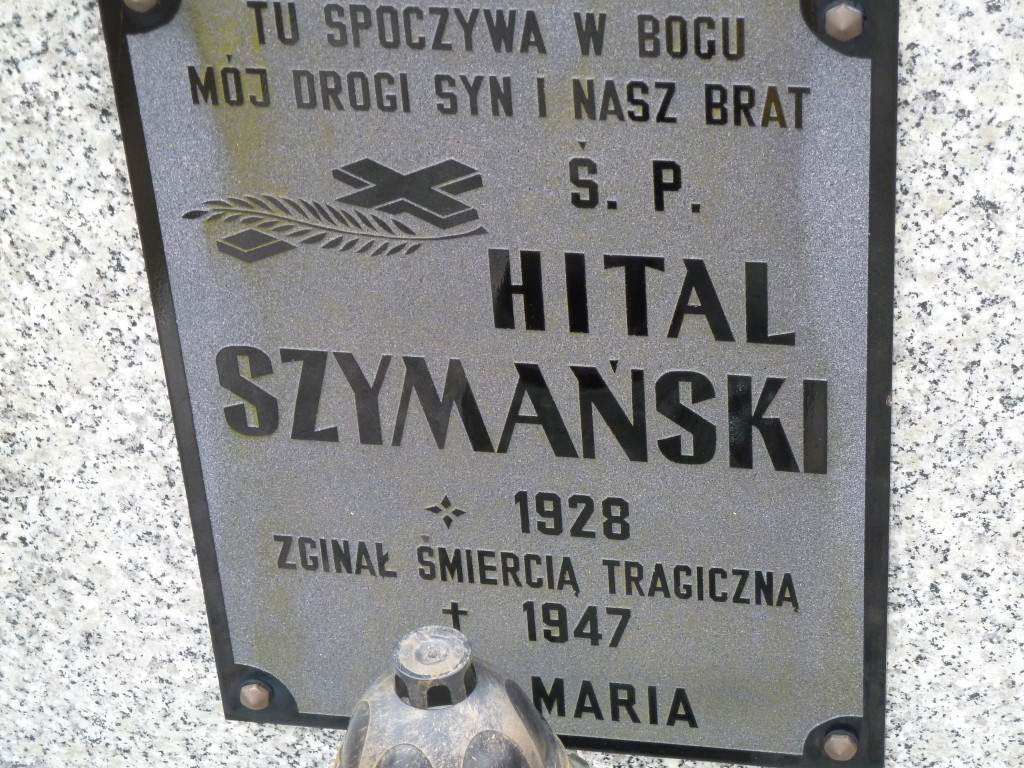 TU SPOCZYWA W BOGU
MÓJ DROGI SYN I NASZ BRAT
Ś. P.
HITAL
SZYMAŃSKI
1928
ZGINAŁ ŚMIERCIĄ TRAGICZNĄ
1947
MARIA